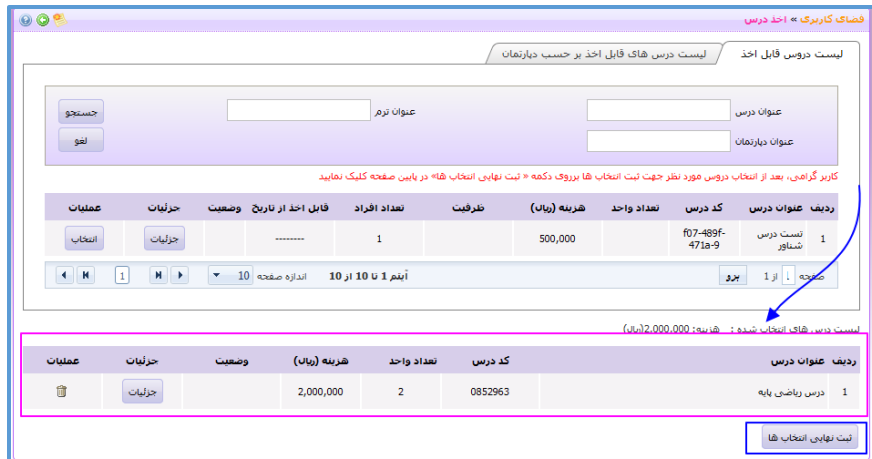 فضای کاربری » اخذ درس
لیست دروس قابل اخذ
لیست درس های قابل اخذ بر حسب دپارتمان
عنوان درس
عنوان ترم
جستجو
عنوان دپارتمان
لغو
کاربر گرامی، بعد از انتخاب دروس مورد نظر جهت ثبت انتخاب ها برروی دکمه « ثبت نهایی انتخاب ها» در پایین صفحه کلیک نمایید
ردیف عنوان درس کد درس تعداد واحد هزینه (ریال) ظرفیت تعداد افراد قابل اخذ از تاریخ وضعیت جزئیات عملیات
1 تست درس شناور f07-489f-471a-9 500,000 1 -------- جزئیات انتخاب
صفحه 1 از 1 برو آیتم 1 تا 10 از 10 اندازه صفحه 10 1
لیست درس های انتخاب شده : هزینه: 2,000,000(ریال)
ردیف عنوان درس کد درس تعداد واحد هزینه (ریال) وضعیت جزئیات عملیات
1 درس ریاضی پایه 0852963 2 2,000,000 جزئیات
ثبت نهایی انتخاب ها